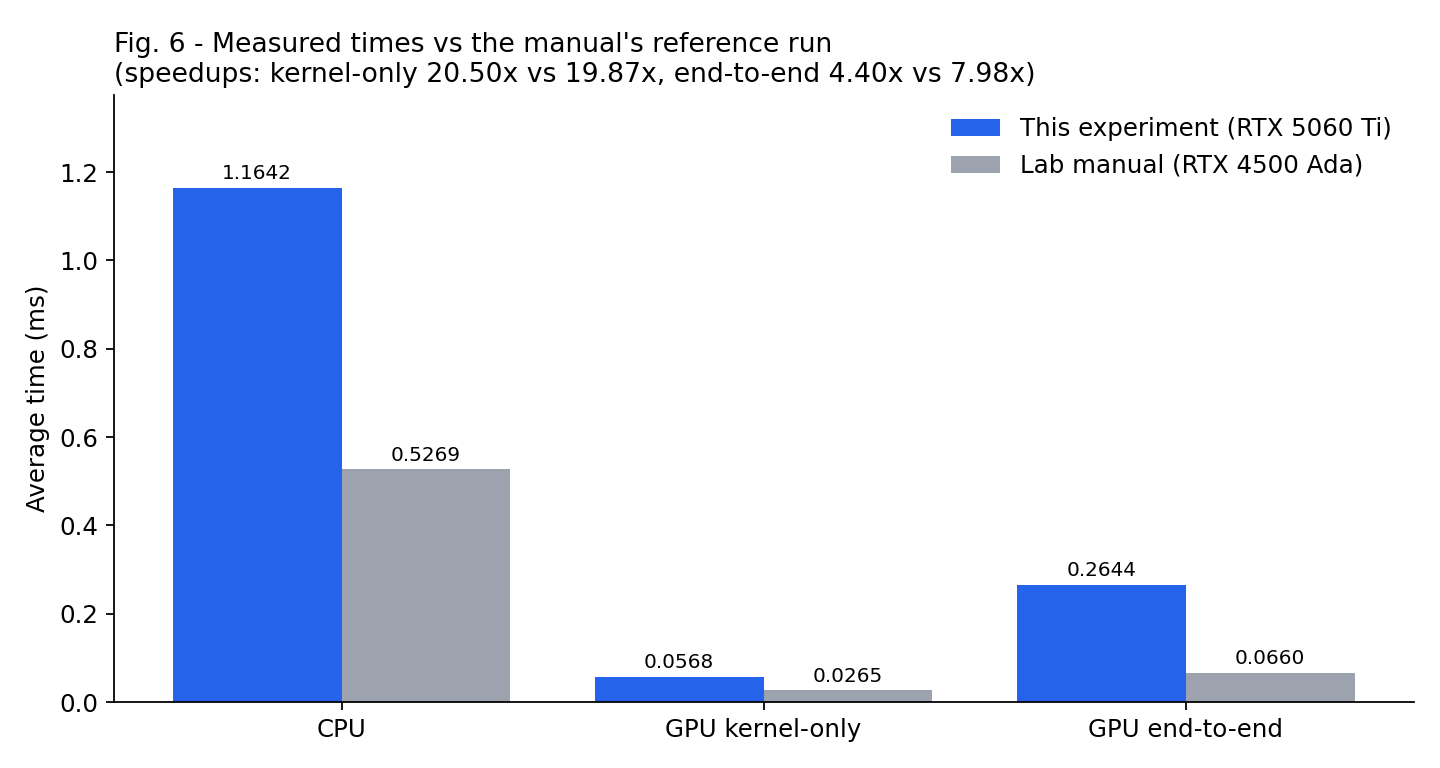 Fig. 6 - Measured times vs the manual's reference run
(speedups: kernel-only 20.50x vs 19.87x, end-to-end 4.40x vs 7.98x)
This experiment (RTX 5060 Ti)
Lab manual (RTX 4500 Ada)
Average time (ms)
1.2
1.0
0.8
0.6
0.4
0.2
0.0
1.1642
0.5269
0.0568
0.0265
0.2644
0.0660
CPU
GPU kernel-only
GPU end-to-end